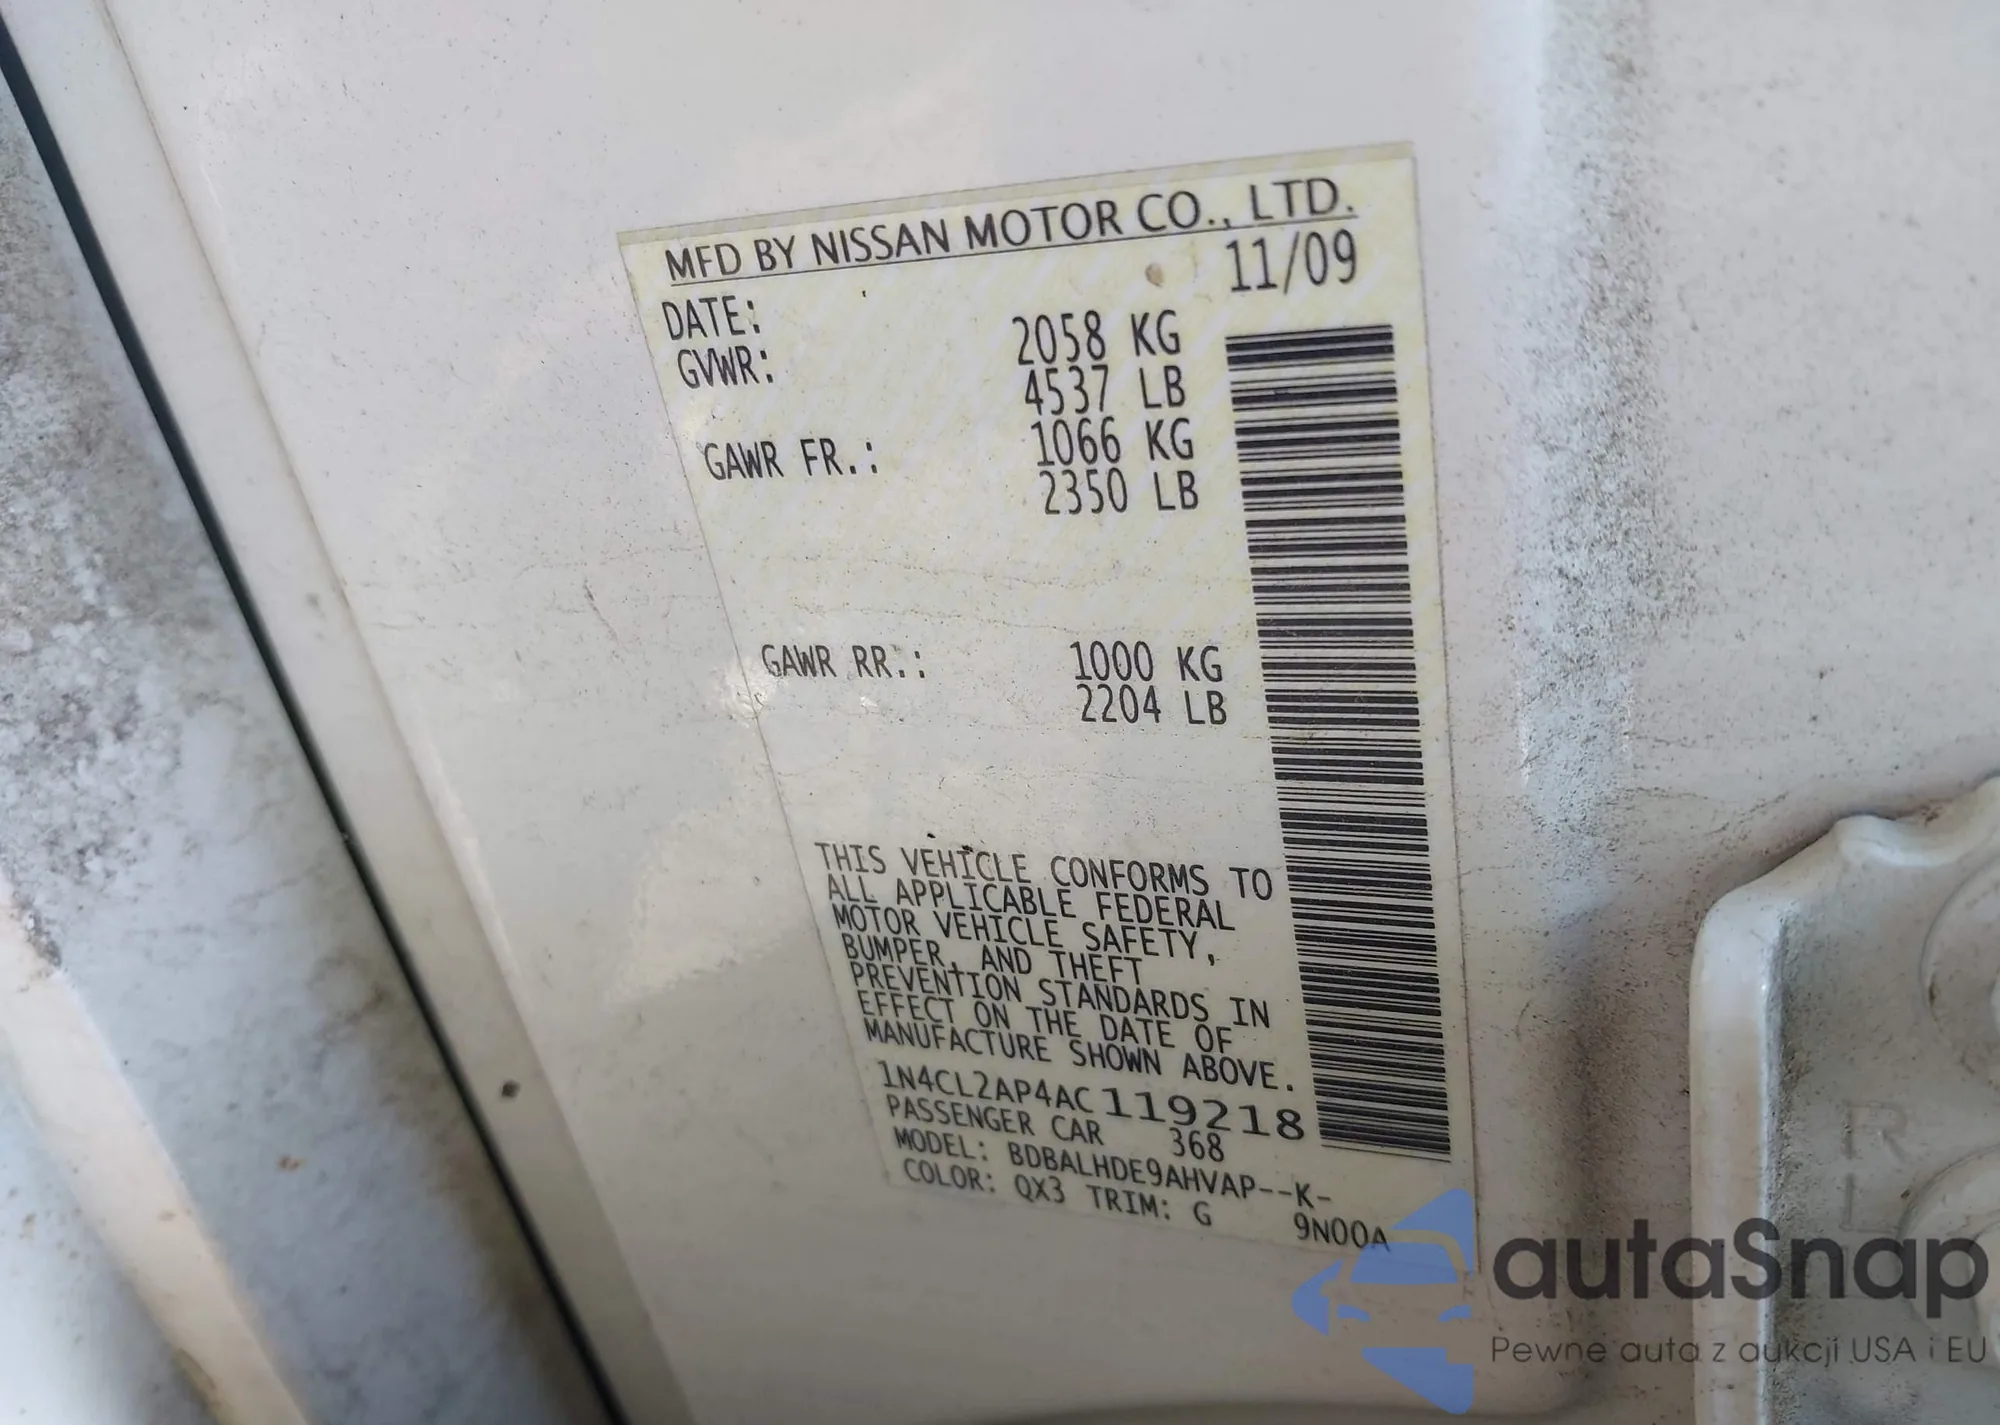 MFD BY NISSAN MOTOR CO., LTD.
DATE: 11/09
GVWR: 2058 KG
4537 LB
GAWR FR.: 1066 KG
2350 LB
GAWR RR.: 1000 KG
2204 LB
THIS VEHICLE CONFORMS TO
ALL APPLICABLE FEDERAL
MOTOR VEHICLE SAFETY,
BUMPER, AND THEFT
PREVENTION STANDARDS IN
EFFECT ON THE DATE OF
MANUFACTURE SHOWN ABOVE.
1N4CL2AP4AC119218
PASSENGER CAR 368
MODEL: BDBALHDE9AHVAP--K-
COLOR: QX3 TRIM: G 9N00A
R
L
autoSnap
Pewne auta z aukcji USA i EU